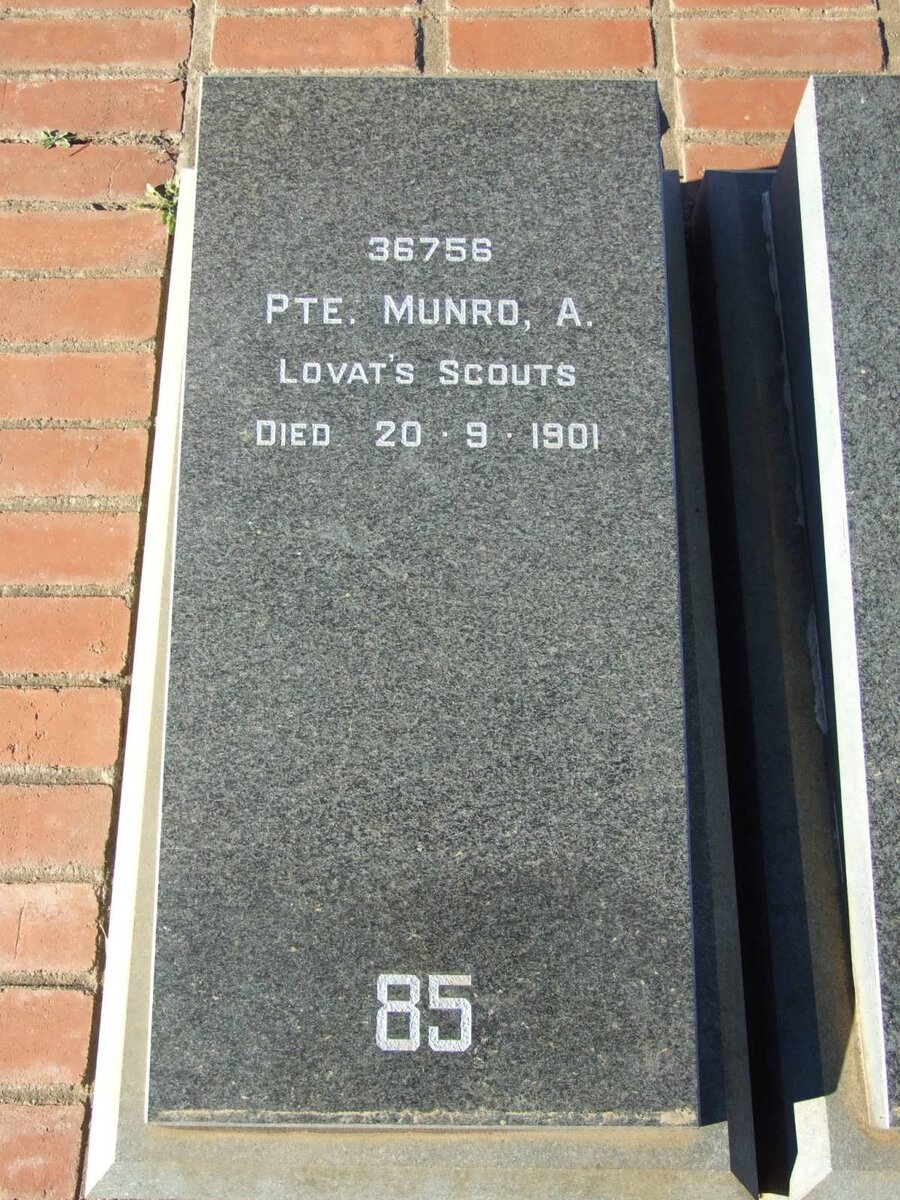 36756
PTE. MUNRO, A.
LOVAT'S SCOUTS
DIED 20 · 9 · 1901
85